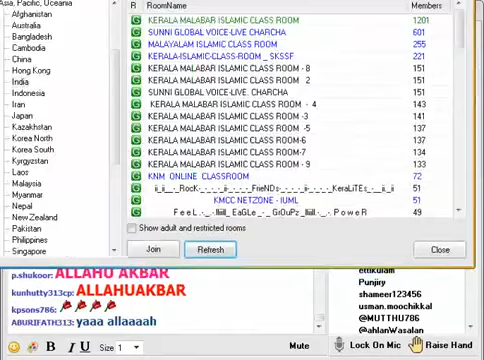 Asia, Pacific, Oceania
Afghanistan
Australia
Bangladesh
Cambodia
China
Hong Kong
India
Indonesia
Iran
Japan
Kazakhstan
Korea North
Korea South
Kyrgyzstan
Laos
Malaysia
Myanmar
Nepal
New Zealand
Pakistan
Philippines
Singapore
R RoomName Members
G KERALA MALABAR ISLAMIC CLASS ROOM 1201
G SUNNI GLOBAL VOICE-LIVE CHARCHA 601
G MALAYALAM ISLAMIC CLASS ROOM 255
G KERALA-ISLAMIC-CLASS-ROOM _ SKSSF 221
G KERALA MALABAR ISLAMIC CLASS ROOM - 8 151
G KERALA MALABAR ISLAMIC CLASS ROOM 2 151
G SUNNI GLOBAL VOICE-LIVE. CHARCHA 151
G KERALA MALABAR ISLAMIC CLASS ROOM - 4 143
G KERALA MALABAR ISLAMIC CLASS ROOM -3 141
G KERALA MALABAR ISLAMIC CLASS ROOM -5 137
G KERALA MALABAR ISLAMIC CLASS ROOM-6 137
G KERALA MALABAR ISLAMIC CLASS ROOM-7 134
G KERALA MALABAR ISLAMIC CLASS ROOM - 9 133
G KNM ONLINE CLASSROOM 72
G 51
G KMCC NETZONE - IUML 51
G 49
Show adult and restricted rooms
Join Refresh Close
p.shukoor: ALLAHU AKBAR
kunhutty313cp: ALLAHUAKBAR
kpsons786:
ABURIFATH313: yaaa allaaaah
ettikulam
Punjiry
shameer123456
usman.moochikkal
@MUTTHU786
@ahlanWasalan
B I U Size 1 Mute Lock On Mic Raise Hand